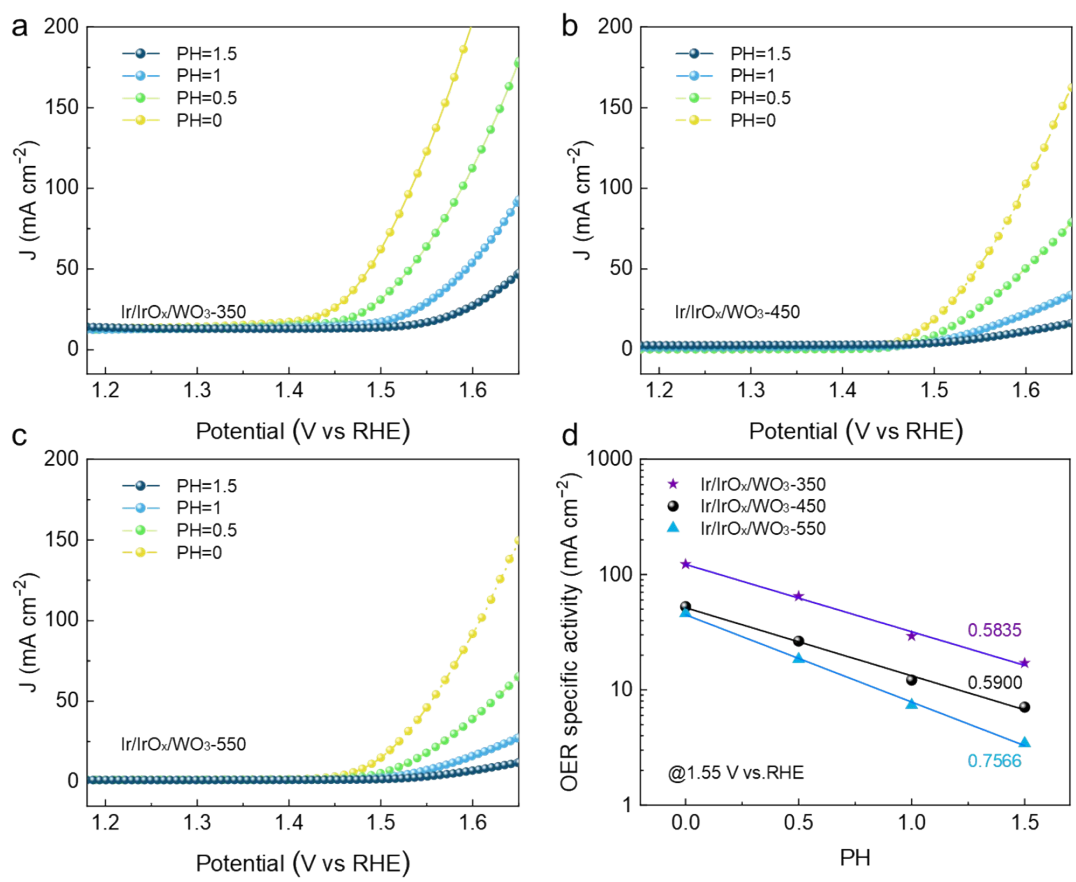 a
200
150
100
50
0
J (mA cm⁻²)
PH=1.5
PH=1
PH=0.5
PH=0
Ir/IrOₓ/WO₃-350
1.2 1.3 1.4 1.5 1.6
Potential (V vs RHE)
b
200
150
100
50
0
J (mA cm⁻²)
PH=1.5
PH=1
PH=0.5
PH=0
Ir/IrOₓ/WO₃-450
1.2 1.3 1.4 1.5 1.6
Potential (V vs RHE)
c
200
150
100
50
0
J (mA cm⁻²)
PH=1.5
PH=1
PH=0.5
PH=0
Ir/IrOₓ/WO₃-550
1.2 1.3 1.4 1.5 1.6
Potential (V vs RHE)
d
1000
100
10
1
OER specific activity (mA cm⁻²)
Ir/IrOₓ/WO₃-350
Ir/IrOₓ/WO₃-450
Ir/IrOₓ/WO₃-550
0.5835
0.5900
0.7566
@1.55 V vs.RHE
0.0 0.5 1.0 1.5
PH